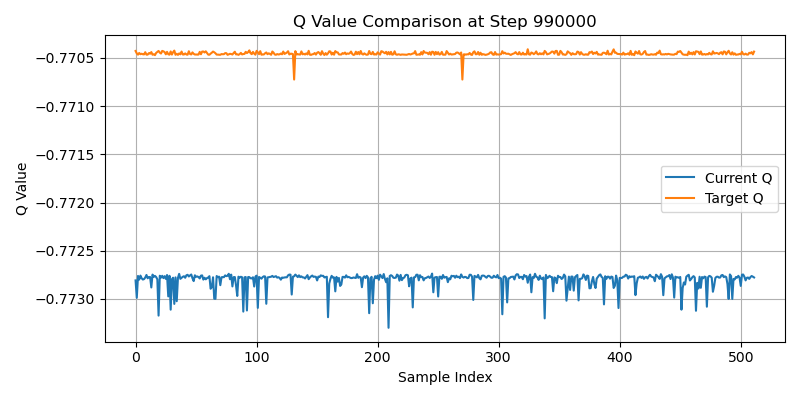 Q Value Comparison at Step 990000
Q Value
−0.7705
−0.7710
−0.7715
−0.7720
−0.7725
−0.7730
Current Q
Target Q
0 100 200 300 400 500
Sample Index